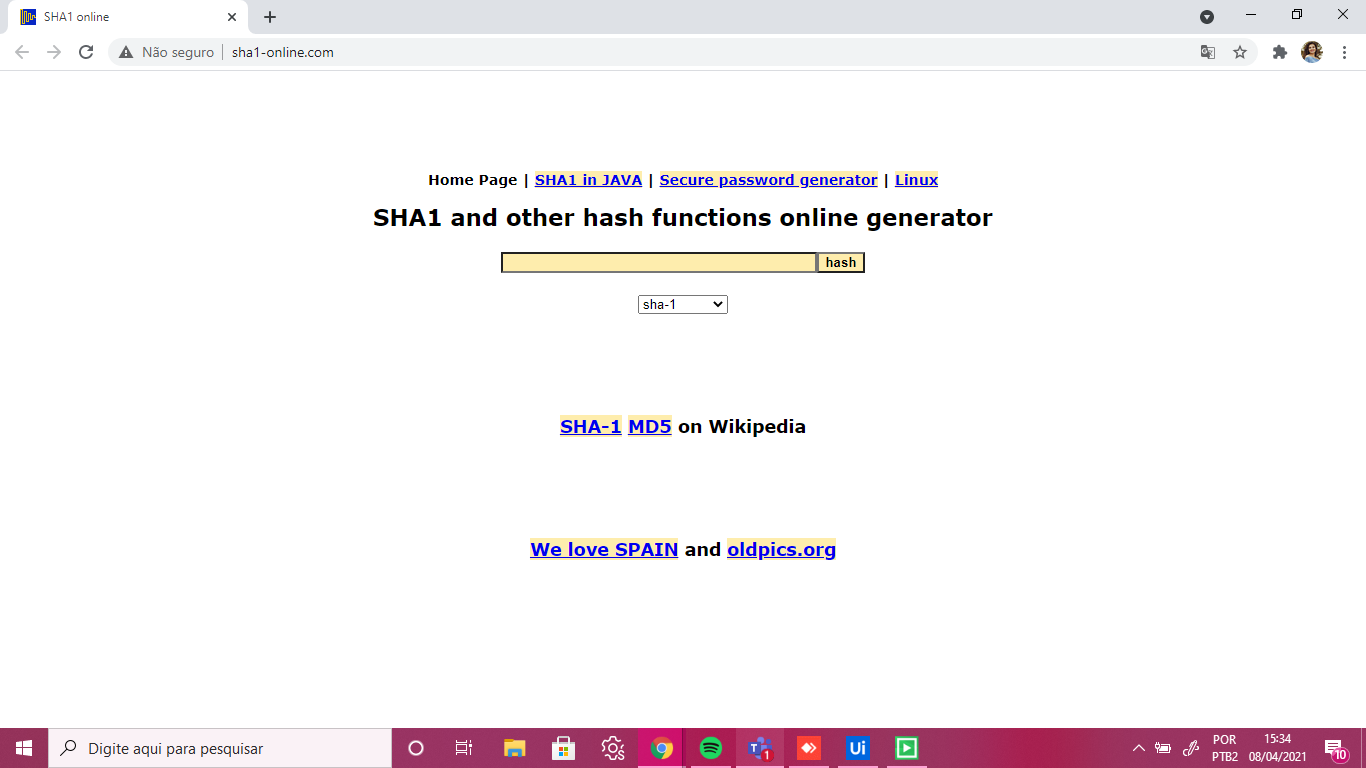 SHA1 online
Não seguro | sha1-online.com
Home Page | SHA1 in JAVA | Secure password generator | Linux
SHA1 and other hash functions online generator
hash
sha-1
SHA-1 MD5 on Wikipedia
We love SPAIN and oldpics.org
Digite aqui para pesquisar
1
Ui
POR
PTB2
15:34
08/04/2021
10